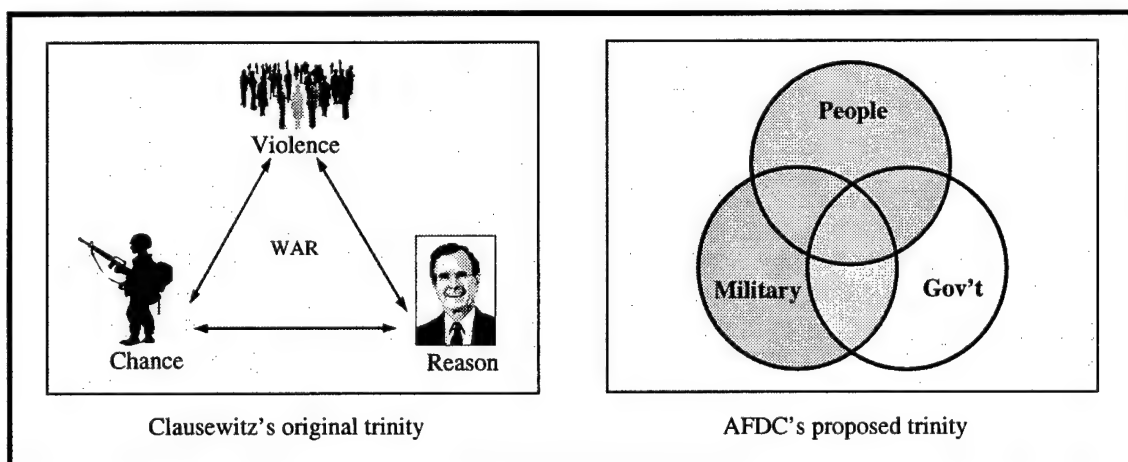 Violence
WAR
Chance
Reason
Clausewitz's original trinity
People
Military
Gov't
AFDC's proposed trinity